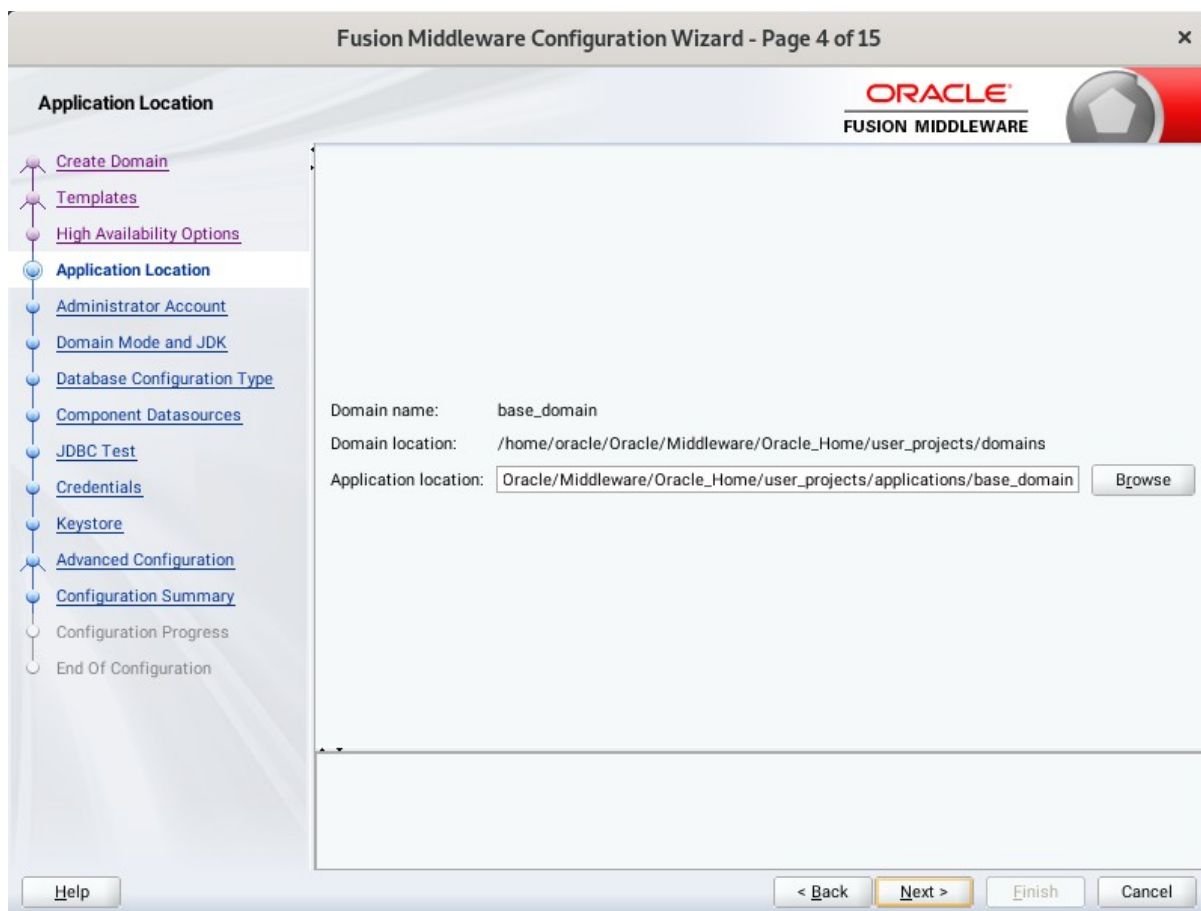 Fusion Middleware Configuration Wizard - Page 4 of 15
×
Application Location
ORACLE
FUSION MIDDLEWARE
Create Domain
Templates
High Availability Options
Application Location
Administrator Account
Domain Mode and JDK
Database Configuration Type
Component Datasources
JDBC Test
Credentials
Keystore
Advanced Configuration
Configuration Summary
Configuration Progress
End Of Configuration
Domain name: base_domain
Domain location: /home/oracle/Oracle/Middleware/Oracle_Home/user_projects/domains
Application location: Oracle/Middleware/Oracle_Home/user_projects/applications/base_domain Browse
Help < Back Next > Finish Cancel